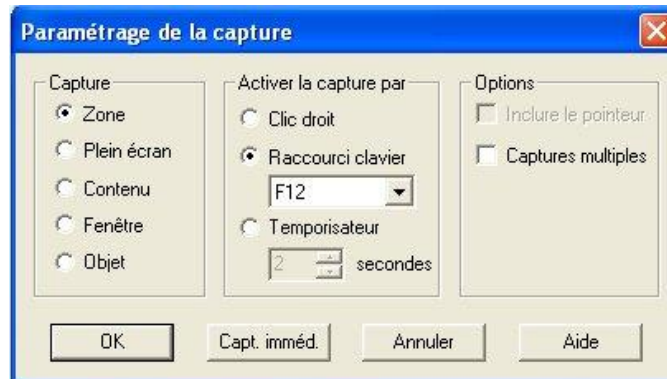 Paramétrage de la capture
Capture
Zone
Plein écran
Contenu
Fenêtre
Objet
Activer la capture par
Clic droit
Raccourci clavier
F12
Temporisateur
2 secondes
Options
Inclure le pointeur
Captures multiples
OK
Capt. imméd.
Annuler
Aide